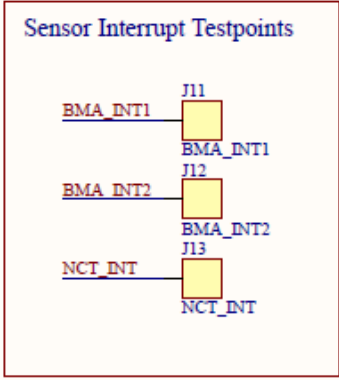 Sensor Interrupt Testpoints
J11
BMA_INT1
BMA_INT1
J12
BMA_INT2
BMA_INT2
J13
NCT_INT
NCT_INT